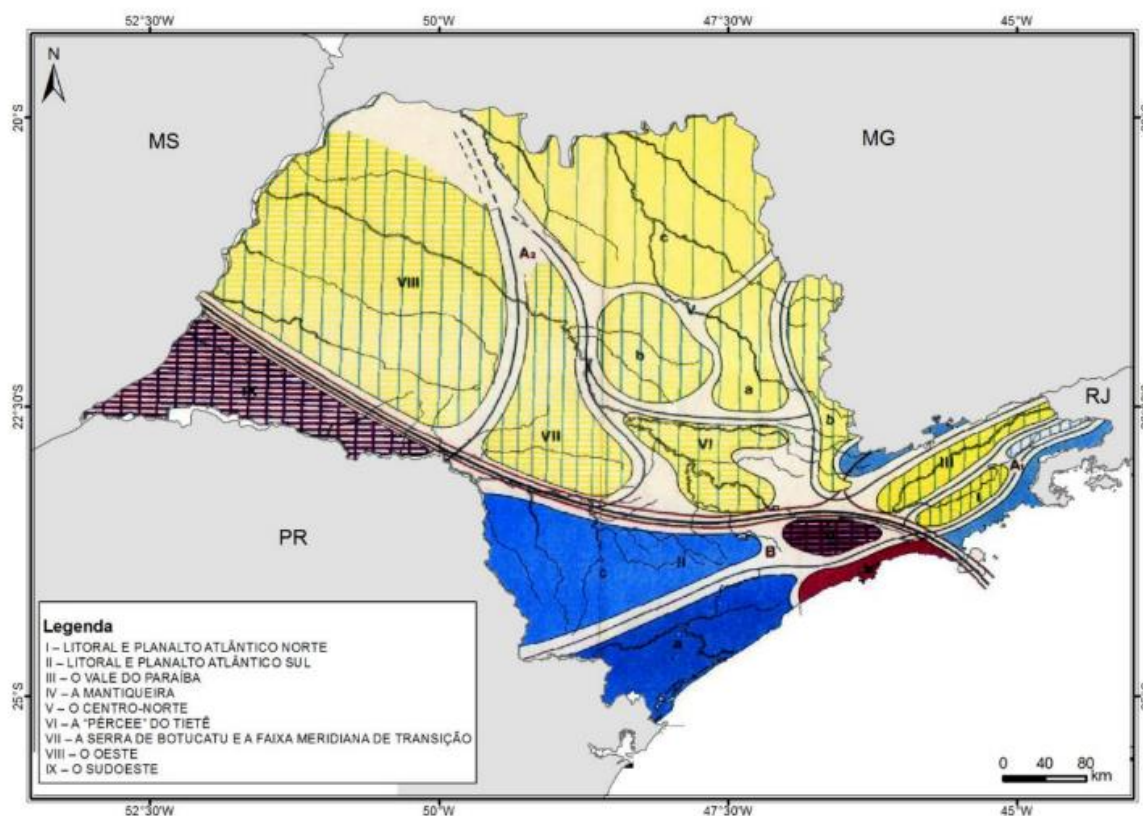 52°30'W 50°W 47°30'W 45°W
N
20°S
MS
MG
c
A₂
VIII
V
b
a
22°30'S
RJ
IX
b
VII
VI
III
A₁
I
PR
B
II
c
a
Legenda
I – LITORAL E PLANALTO ATLÂNTICO NORTE
II – LITORAL E PLANALTO ATLÂNTICO SUL
III – O VALE DO PARAÍBA
IV – A MANTIQUEIRA
V – O CENTRO-NORTE
VI – A "PÉRCEE" DO TIETÊ
VII – A SERRA DE BOTUCATU E A FAIXA MERIDIANA DE TRANSIÇÃO
VIII – O OESTE
IX – O SUDOESTE
25°S
0 40 80
km
52°30'W 50°W 47°30'W 45°W